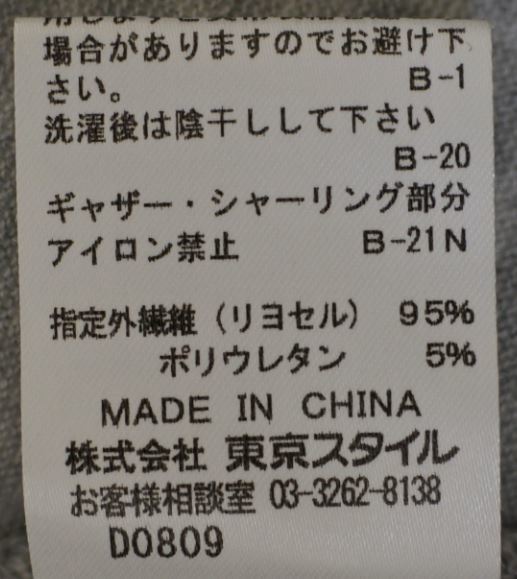 場合がありますのでお避け下
さい。 B-1
洗濯後は陰干しして下さい
B-20
ギャザー・シャーリング部分
アイロン禁止 B-21N
指定外繊維(リヨセル) 95%
ポリウレタン 5%
MADE IN CHINA
株式会社 東京スタイル
お客様相談室 03-3262-8138
D0809